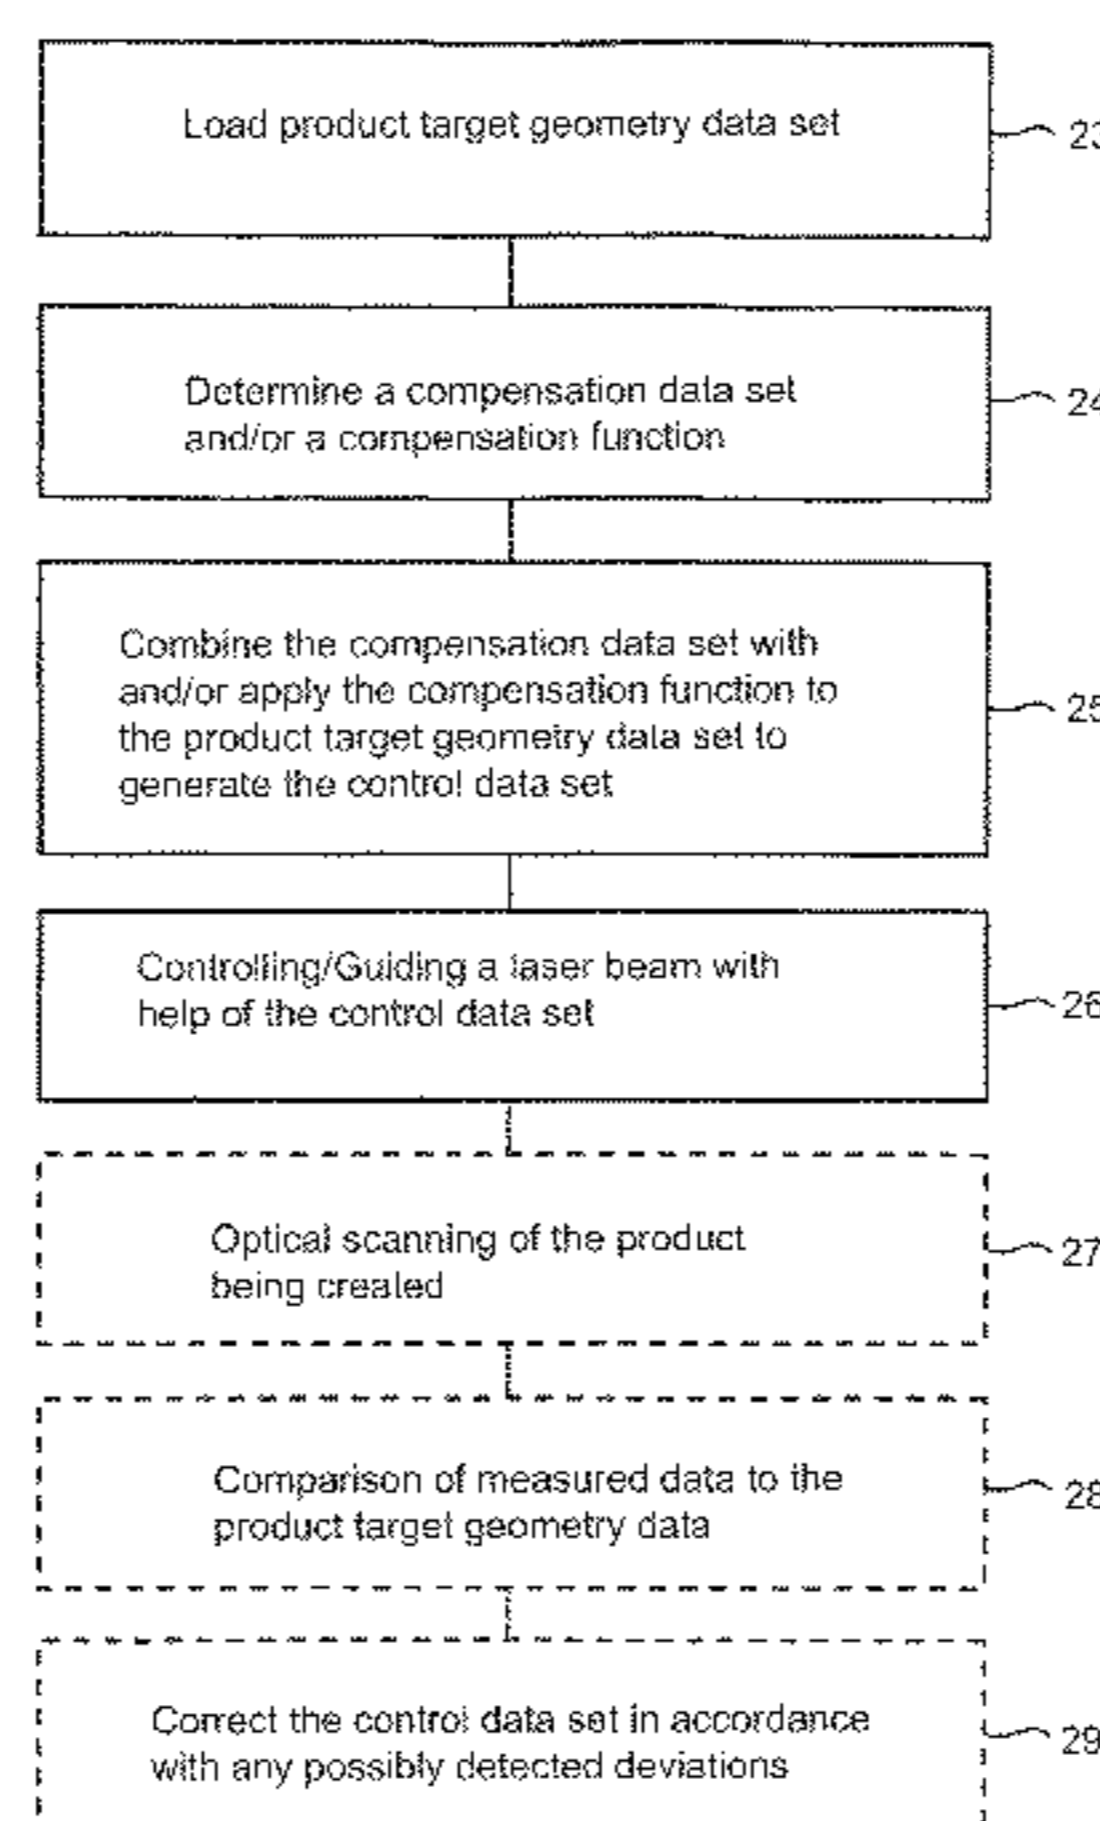 Load product target geometry data set
23
Determine a compensation data set
and/or a compensation function
24
Combine the compensation data set with
and/or apply the compensation function to
the product target geometry data set to
generate the control data set
25
Controlling/Guiding a laser beam with
help of the control data set
26
Optical scanning of the product
being created
27
Comparison of measured data to the
product target geometry data
28
Correct the control data set in accordance
with any possibly detected deviations
29